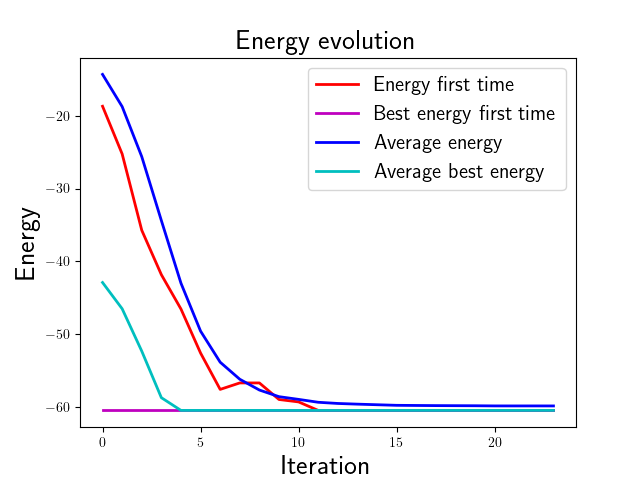 Energy evolution
Energy first time
Best energy first time
Average energy
Average best energy
Energy
−20
−30
−40
−50
−60
0 5 10 15 20
Iteration